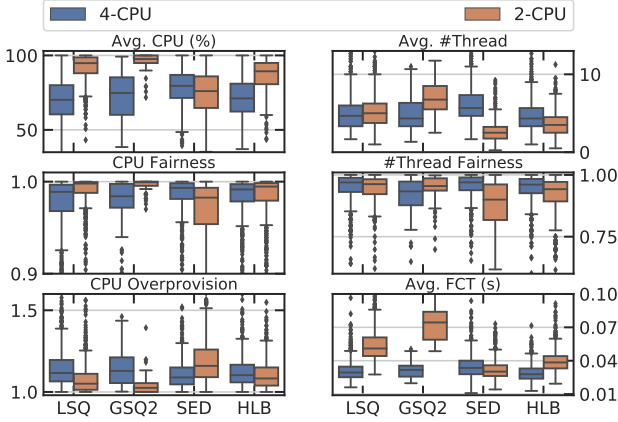 4-CPU 2-CPU
Avg. CPU (%) Avg. #Thread
100
50
10
0
CPU Fairness #Thread Fairness
1.0
0.9
1.00
0.75
CPU Overprovision Avg. FCT (s)
1.5
1.0
0.10
0.07
0.04
0.01
LSQ GSQ2 SED HLB LSQ GSQ2 SED HLB